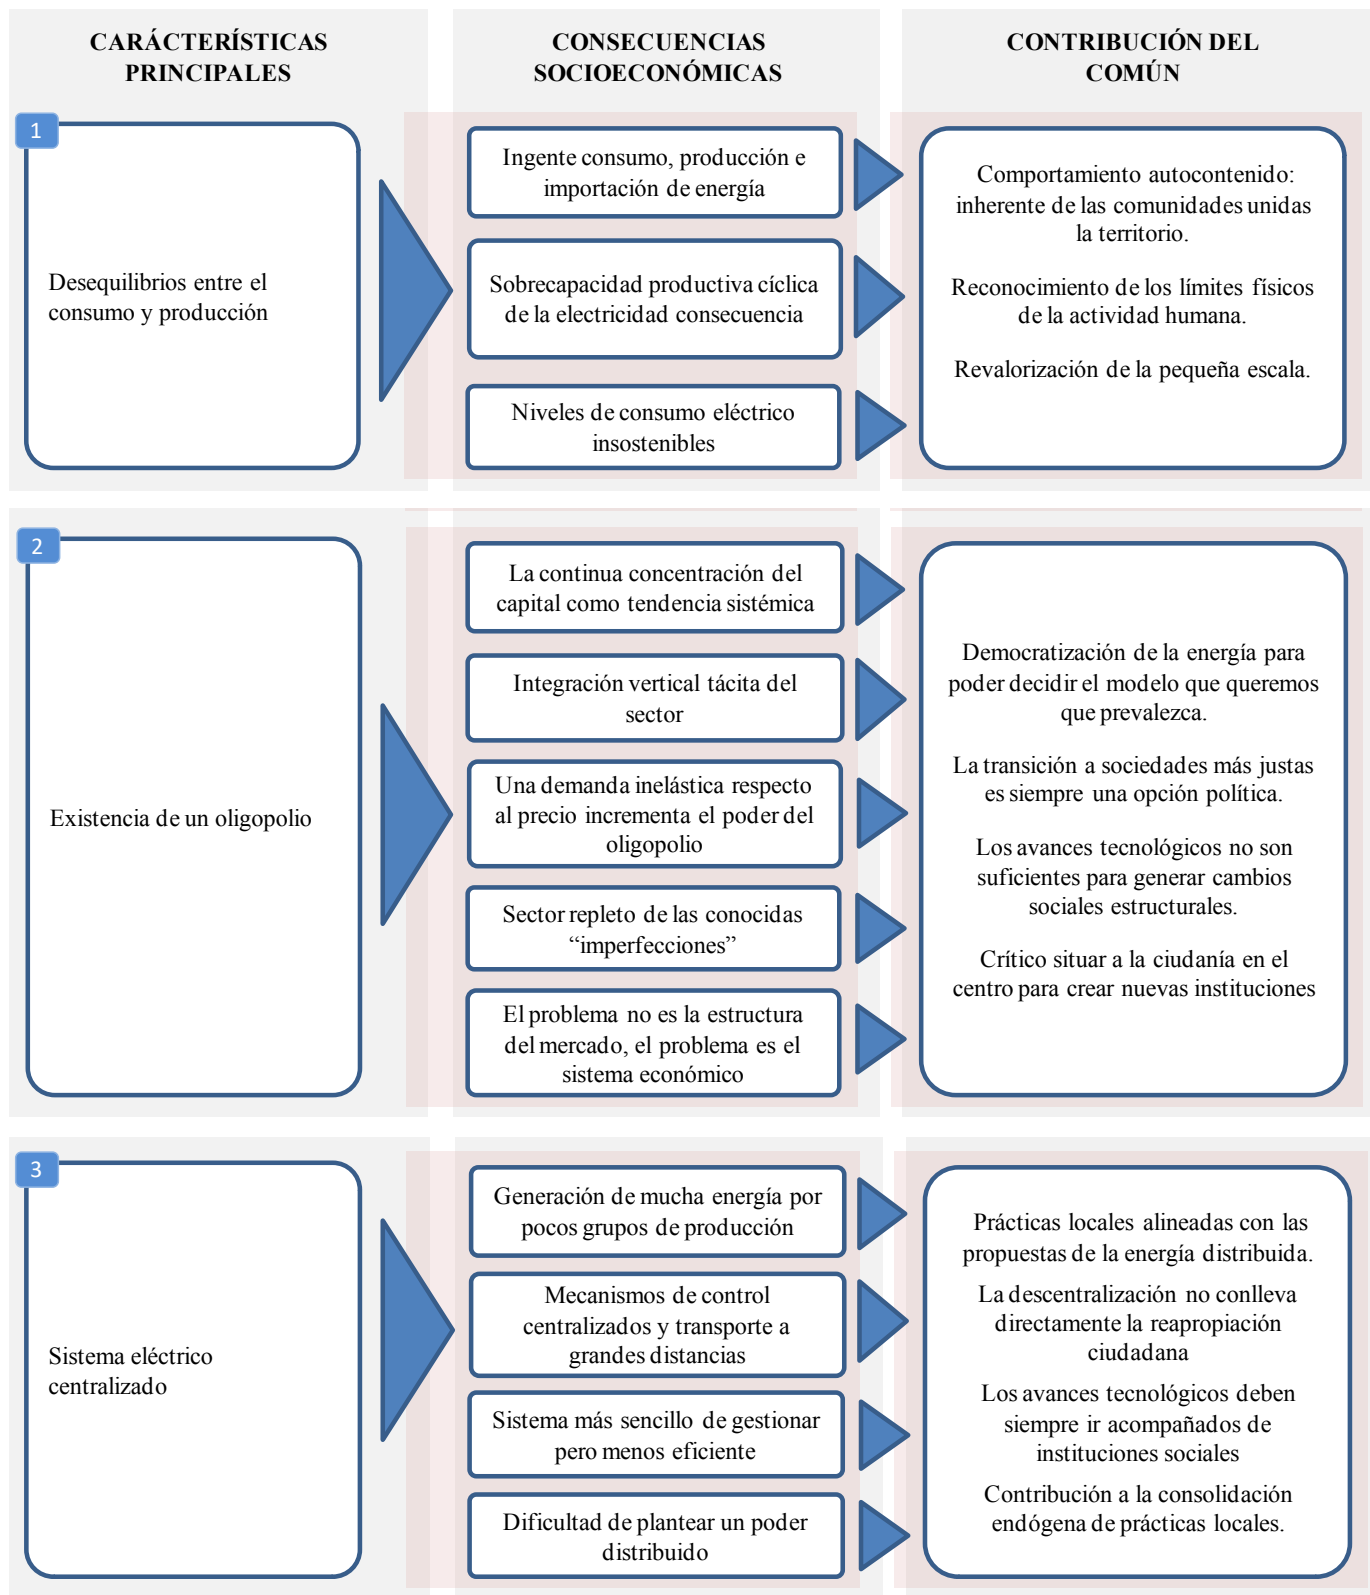 CARÁCTERÍSTICAS
PRINCIPALES
CONSECUENCIAS
SOCIOECONÓMICAS
CONTRIBUCIÓN DEL
COMÚN
1
Desequilibrios entre el
consumo y producción
Ingente consumo, producción e
importación de energía
Sobrecapacidad productiva cíclica
de la electricidad consecuencia
Niveles de consumo eléctrico
insostenibles
Comportamiento autocontenido:
inherente de las comunidades unidas
la territorio.
Reconocimiento de los límites físicos
de la actividad humana.
Revalorización de la pequeña escala.
2
Existencia de un oligopolio
La continua concentración del
capital como tendencia sistémica
Integración vertical tácita del
sector
Una demanda inelástica respecto
al precio incrementa el poder del
oligopolio
Sector repleto de las conocidas
“imperfecciones”
El problema no es la estructura
del mercado, el problema es el
sistema económico
Democratización de la energía para
poder decidir el modelo que queremos
que prevalezca.
La transición a sociedades más justas
es siempre una opción política.
Los avances tecnológicos no son
suficientes para generar cambios
sociales estructurales.
Crítico situar a la ciudanía en el
centro para crear nuevas instituciones
3
Sistema eléctrico
centralizado
Generación de mucha energía por
pocos grupos de producción
Mecanismos de control
centralizados y transporte a
grandes distancias
Sistema más sencillo de gestionar
pero menos eficiente
Dificultad de plantear un poder
distribuido
Prácticas locales alineadas con las
propuestas de la energía distribuida.
La descentralización no conlleva
directamente la reapropiación
ciudadana
Los avances tecnológicos deben
siempre ir acompañados de
instituciones sociales
Contribución a la consolidación
endógena de prácticas locales.